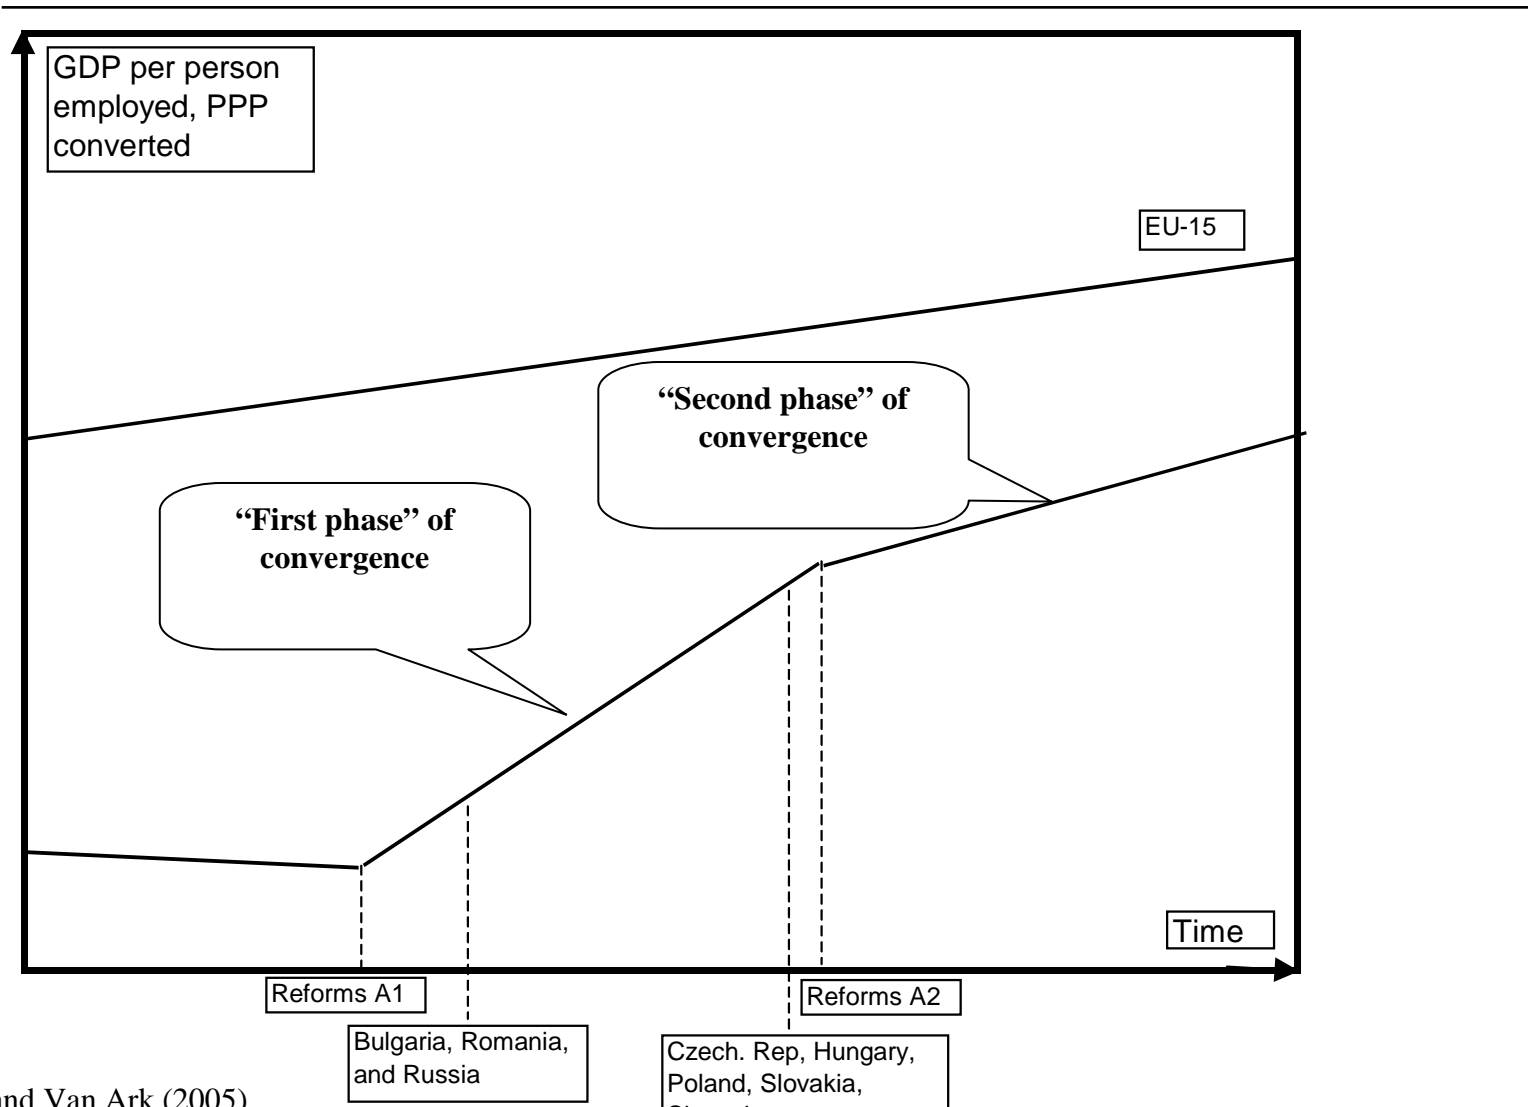 GDP per person
employed, PPP
converted
EU-15
“Second phase” of
convergence
“First phase” of
convergence
Time
Reforms A1
Reforms A2
Bulgaria, Romania,
and Russia
Czech. Rep, Hungary,
Poland, Slovakia,
Van Ark (2005)